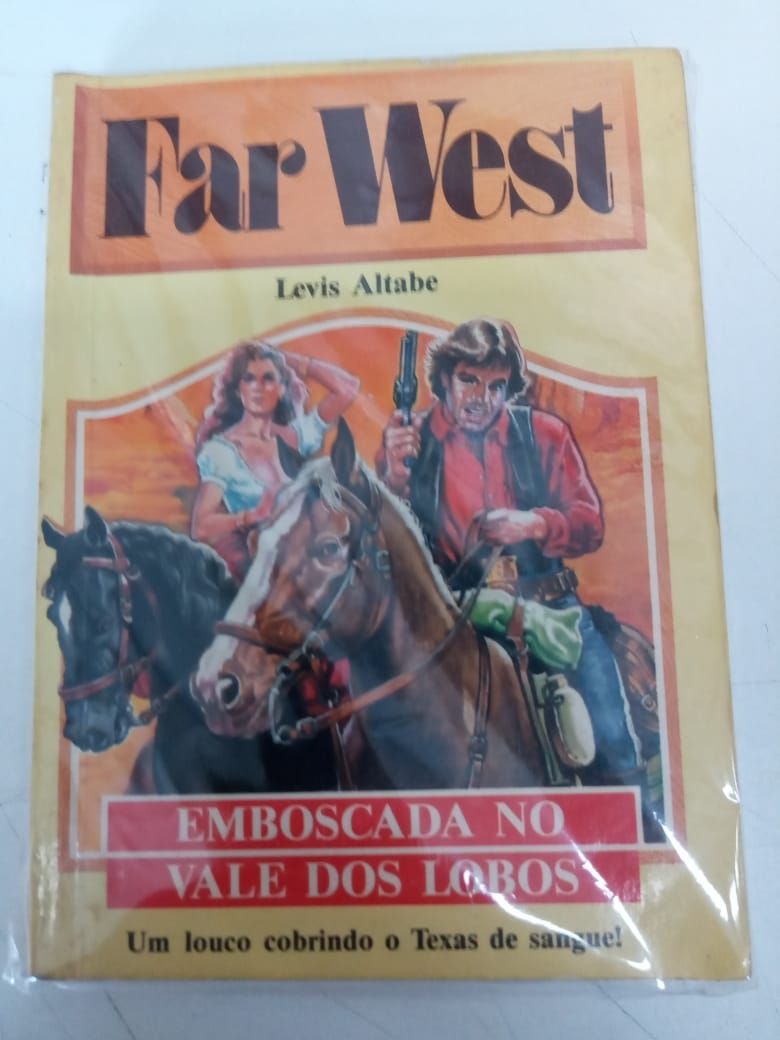 Far West
Levis Altabe
EMBOSCADA NO
VALE DOS LOBOS
Um louco cobrindo o Texas de sangue!